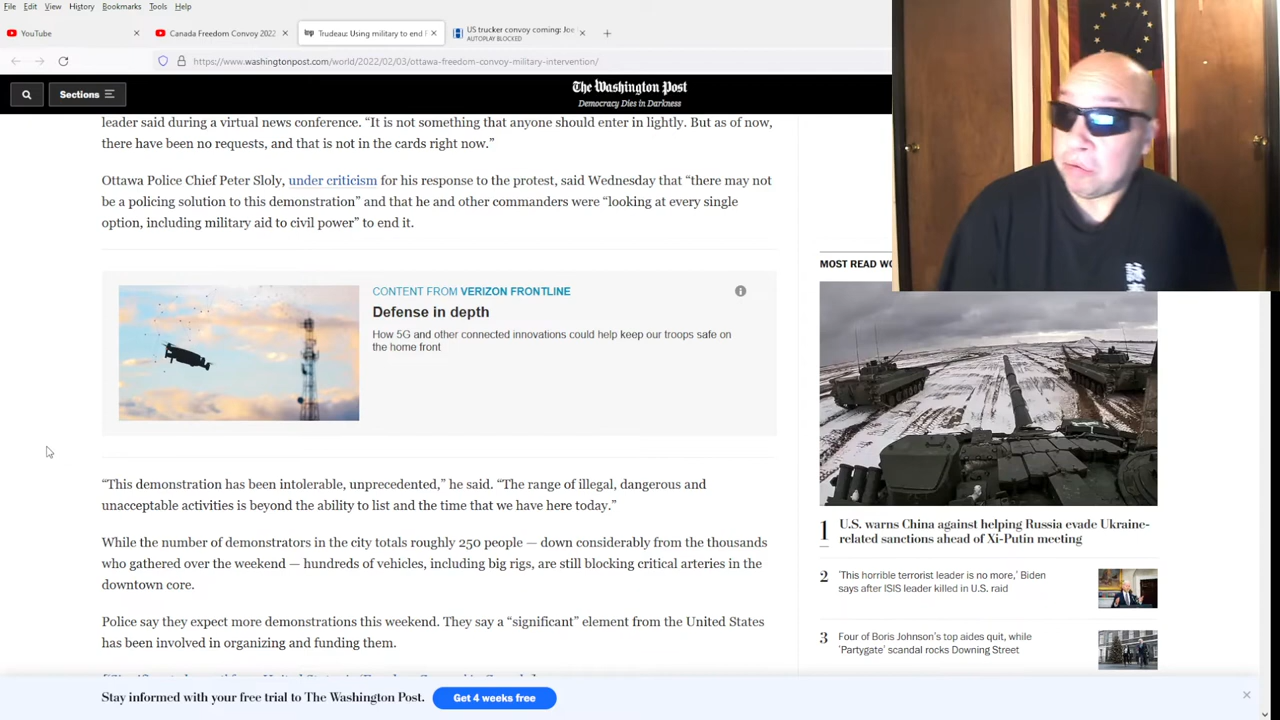 File Edit View History Bookmarks Tools Help
YouTube
Canada Freedom Convoy 2022
Trudeau: Using military to end
US trucker convoy coming: Joe
AUTOPLAY BLOCKED
https://www.washingtonpost.com/world/2022/02/03/ottawa-freedom-convoy-military-intervention/
Sections
The Washington Post
Democracy Dies in Darkness
leader said during a virtual news conference. “It is not something that anyone should enter in lightly. But as of now,
there have been no requests, and that is not in the cards right now.”
Ottawa Police Chief Peter Sloly, under criticism for his response to the protest, said Wednesday that “there may not
be a policing solution to this demonstration” and that he and other commanders were “looking at every single
option, including military aid to civil power” to end it.
CONTENT FROM VERIZON FRONTLINE
Defense in depth
How 5G and other connected innovations could help keep our troops safe on
the home front
“This demonstration has been intolerable, unprecedented,” he said. “The range of illegal, dangerous and
unacceptable activities is beyond the ability to list and the time that we have here today.”
While the number of demonstrators in the city totals roughly 250 people — down considerably from the thousands
who gathered over the weekend — hundreds of vehicles, including big rigs, are still blocking critical arteries in the
downtown core.
Police say they expect more demonstrations this weekend. They say a “significant” element from the United States
has been involved in organizing and funding them.
MOST READ
1 U.S. warns China against helping Russia evade Ukraine-
related sanctions ahead of Xi-Putin meeting
2 ‘This horrible terrorist leader is no more,’ Biden
says after ISIS leader killed in U.S. raid
3 Four of Boris Johnson’s top aides quit, while
‘Partygate’ scandal rocks Downing Street
Stay informed with your free trial to The Washington Post. Get 4 weeks free